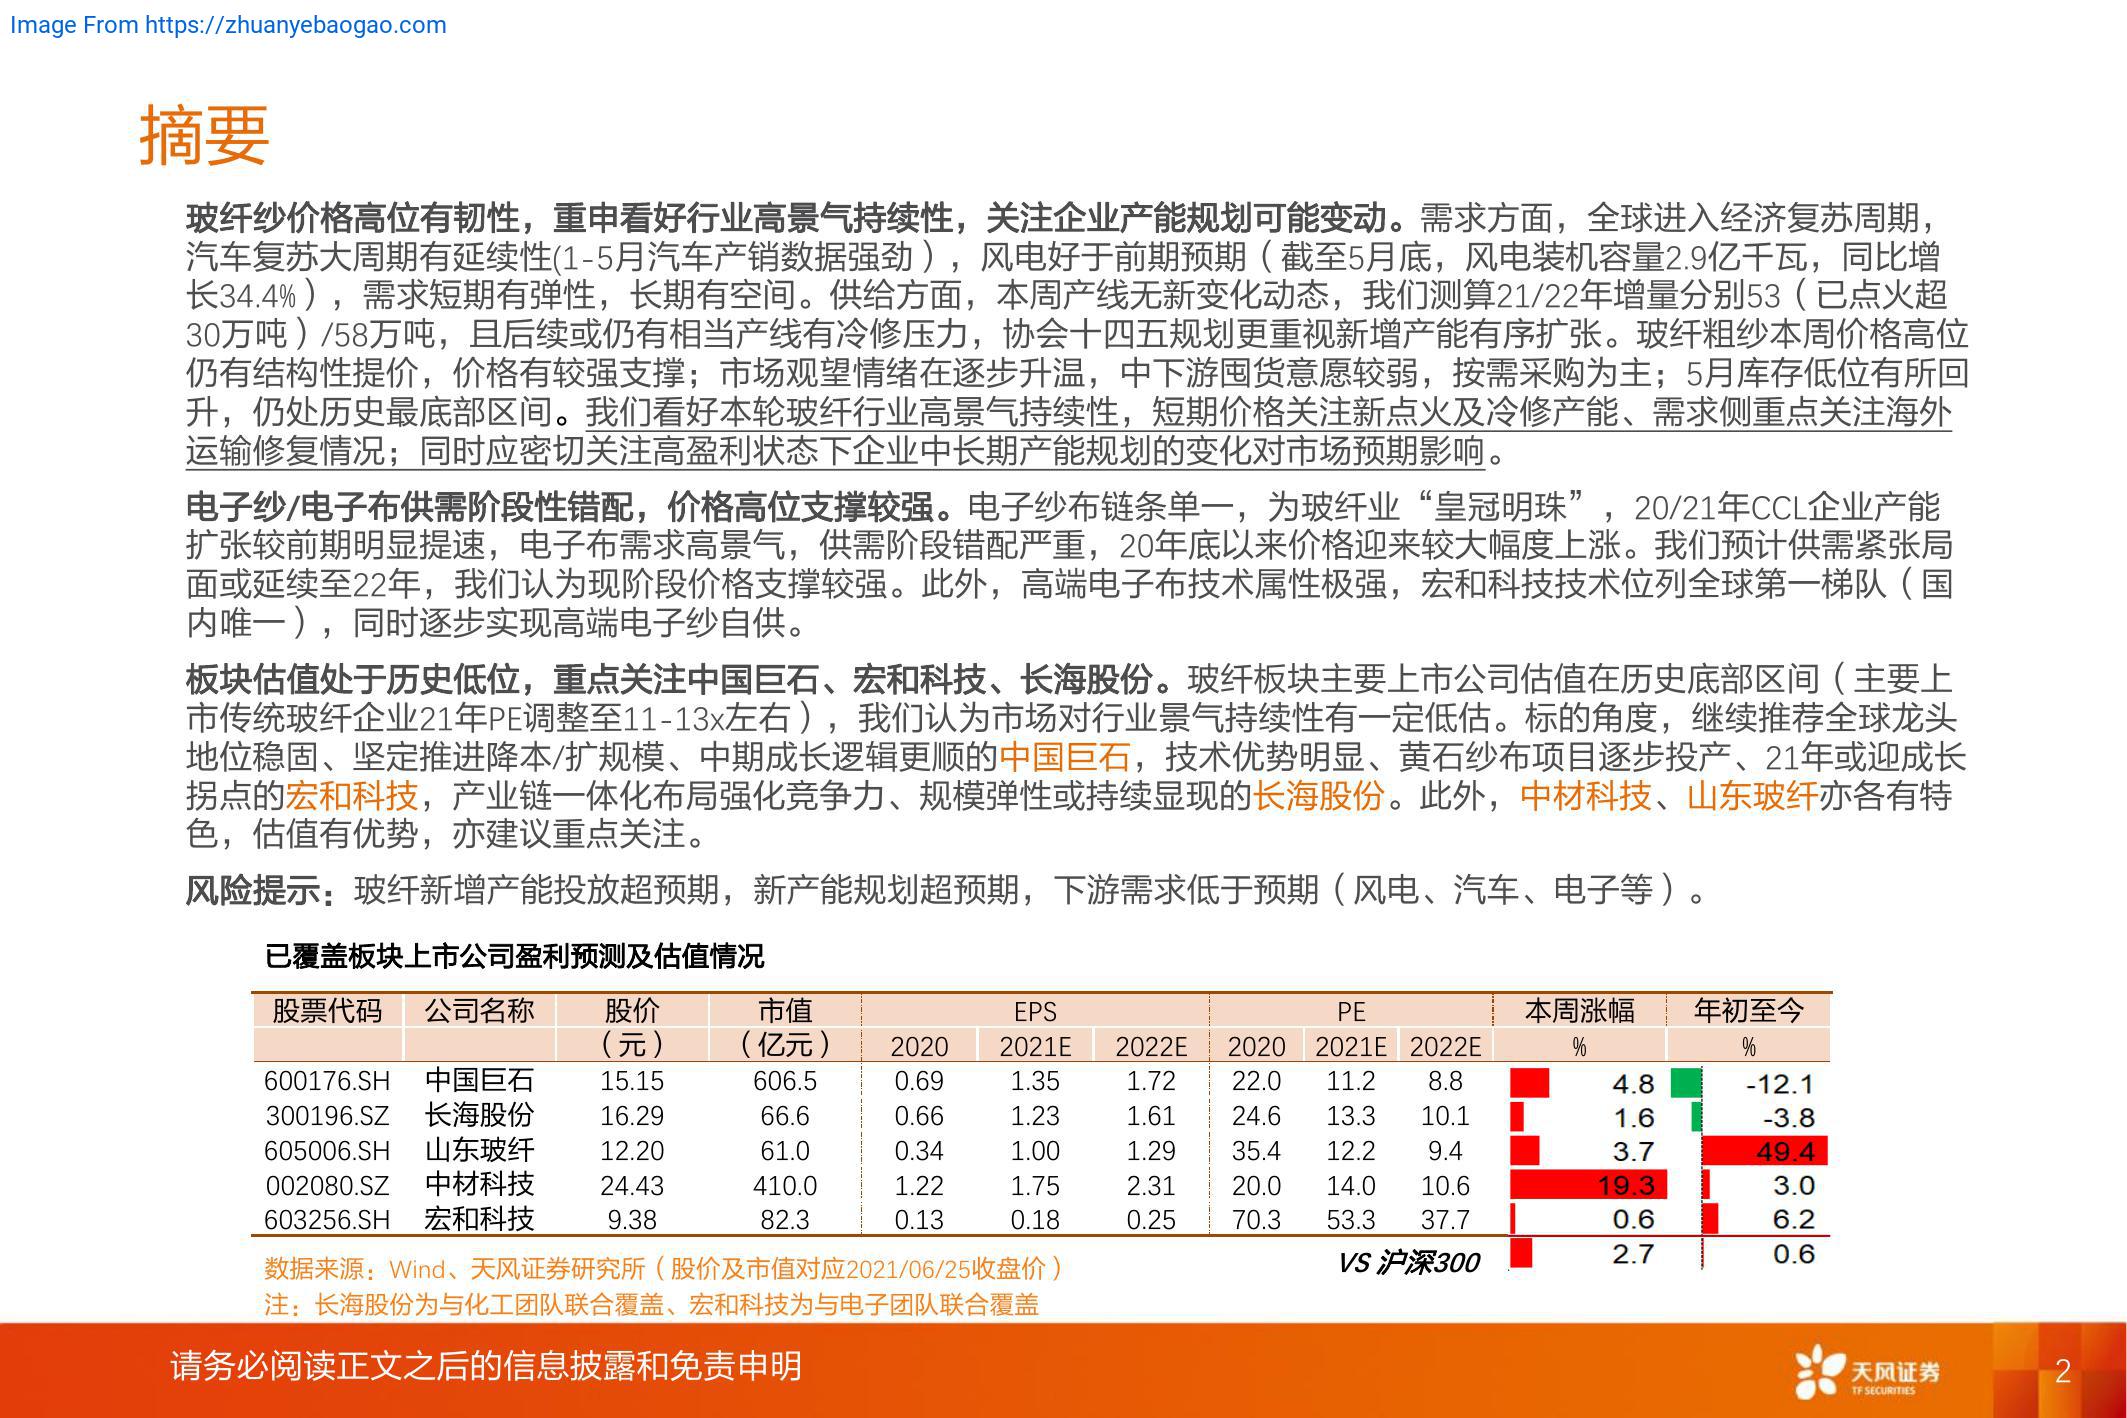 Image From https://zhuanyebaogao.com
摘要
玻纤纱价格高位有韧性，重申看好行业高景气持续性，关注企业产能规划可能变动。需求方面，全球进入经济复苏周期，
汽车复苏大周期有延续性(1-5月汽车产销数据强劲），风电好于前期预期（截至5月底，风电装机容量2.9亿千瓦，同比增
长34.4%），需求短期有弹性，长期有空间。供给方面，本周产线无新变化动态，我们测算21/22年增量分别53（已点火超
30万吨）/58万吨，且后续或仍有相当产线有冷修压力，协会十四五规划更重视新增产能有序扩张。玻纤粗纱本周价格高位
仍有结构性提价，价格有较强支撑；市场观望情绪在逐步升温，中下游囤货意愿较弱，按需采购为主；5月库存低位有所回
升，仍处历史最底部区间。我们看好本轮玻纤行业高景气持续性，短期价格关注新点火及冷修产能、需求侧重点关注海外
运输修复情况；同时应密切关注高盈利状态下企业中长期产能规划的变化对市场预期影响。
电子纱/电子布供需阶段性错配，价格高位支撑较强。电子纱布链条单一，为玻纤业“皇冠明珠”，20/21年CCL企业产能
扩张较前期明显提速，电子布需求高景气，供需阶段错配严重，20年底以来价格迎来较大幅度上涨。我们预计供需紧张局
面或延续至22年，我们认为现阶段价格支撑较强。此外，高端电子布技术属性极强，宏和科技技术位列全球第一梯队（国
内唯一），同时逐步实现高端电子纱自供。
板块估值处于历史低位，重点关注中国巨石、宏和科技、长海股份。玻纤板块主要上市公司估值在历史底部区间（主要上
市传统玻纤企业21年PE调整至11-13x左右），我们认为市场对行业景气持续性有一定低估。标的角度，继续推荐全球龙头
地位稳固、坚定推进降本/扩规模、中期成长逻辑更顺的中国巨石，技术优势明显、黄石纱布项目逐步投产、21年或迎成长
拐点的宏和科技，产业链一体化布局强化竞争力、规模弹性或持续显现的长海股份。此外，中材科技、山东玻纤亦各有特
色，估值有优势，亦建议重点关注。
风险提示：玻纤新增产能投放超预期，新产能规划超预期，下游需求低于预期（风电、汽车、电子等）。
已覆盖板块上市公司盈利预测及估值情况
股票代码 公司名称 股价 市值 EPS PE 本周涨幅 年初至今
（元） （亿元） 2020 2021E 2022E 2020 2021E 2022E % %
600176.SH 中国巨石 15.15 606.5 0.69 1.35 1.72 22.0 11.2 8.8 4.8 -12.1
300196.SZ 长海股份 16.29 66.6 0.66 1.23 1.61 24.6 13.3 10.1 1.6 -3.8
605006.SH 山东玻纤 12.20 61.0 0.34 1.00 1.29 35.4 12.2 9.4 3.7 49.4
002080.SZ 中材科技 24.43 410.0 1.22 1.75 2.31 20.0 14.0 10.6 19.3 3.0
603256.SH 宏和科技 9.38 82.3 0.13 0.18 0.25 70.3 53.3 37.7 0.6 6.2
VS 沪深300 2.7 0.6
数据来源：Wind、天风证券研究所（股价及市值对应2021/06/25收盘价）
注：长海股份为与化工团队联合覆盖、宏和科技为与电子团队联合覆盖
请务必阅读正文之后的信息披露和免责申明
天风证券
TF SECURITIES
2